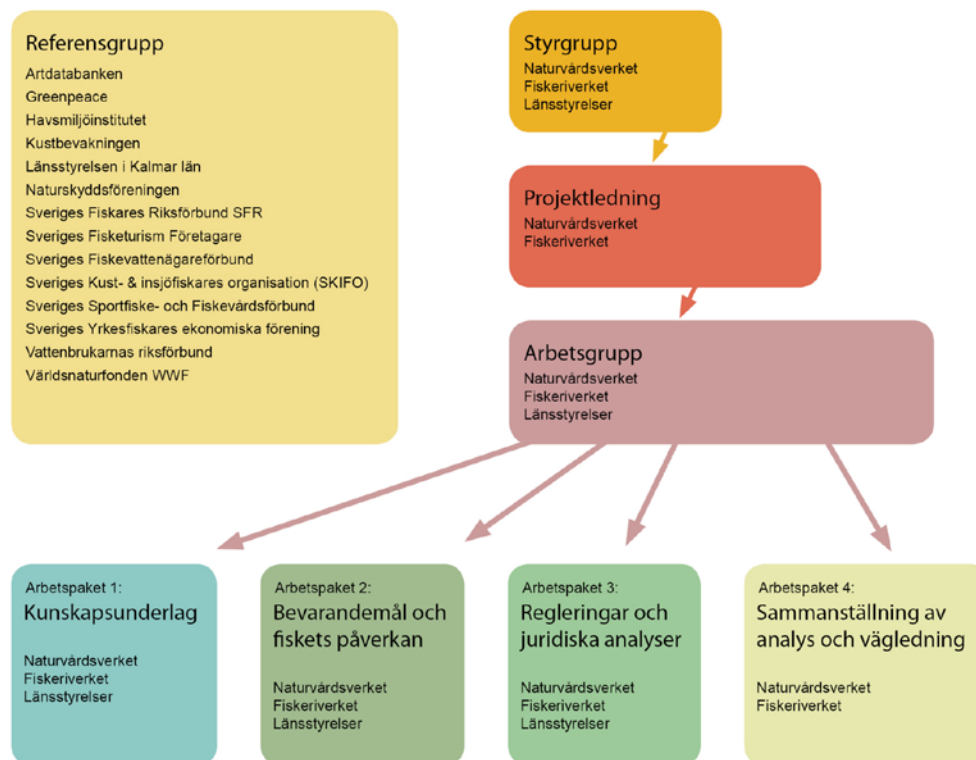 Referensgrupp
Artdatabanken
Greenpeace
Havsmiljöinstitutet
Kustbevakningen
Länsstyrelsen i Kalmar län
Naturskyddsföreningen
Sveriges Fiskares Riksförbund SFR
Sveriges Fisketurism Företagare
Sveriges Fiskevattenägareförbund
Sveriges Kust- & insjöfiskares organisation (SKIFO)
Sveriges Sportfiske- och Fiskevårdsförbund
Sveriges Yrkesfiskares ekonomiska förening
Vattenbrukarnas riksförbund
Världsnaturfonden WWF
Styrgrupp
Naturvårdsverket
Fiskeriverket
Länsstyrelser
Projektledning
Naturvårdsverket
Fiskeriverket
Arbetsgrupp
Naturvårdsverket
Fiskeriverket
Länsstyrelser
Arbetspaket 1:
Kunskapsunderlag
Naturvårdsverket
Fiskeriverket
Länsstyrelser
Arbetspaket 2:
Bevarandemål och
fiskets påverkan
Naturvårdsverket
Fiskeriverket
Länsstyrelser
Arbetspaket 3:
Regleringar och
juridiska analyser
Naturvårdsverket
Fiskeriverket
Länsstyrelser
Arbetspaket 4:
Sammanställning av
analys och vägledning
Naturvårdsverket
Fiskeriverket